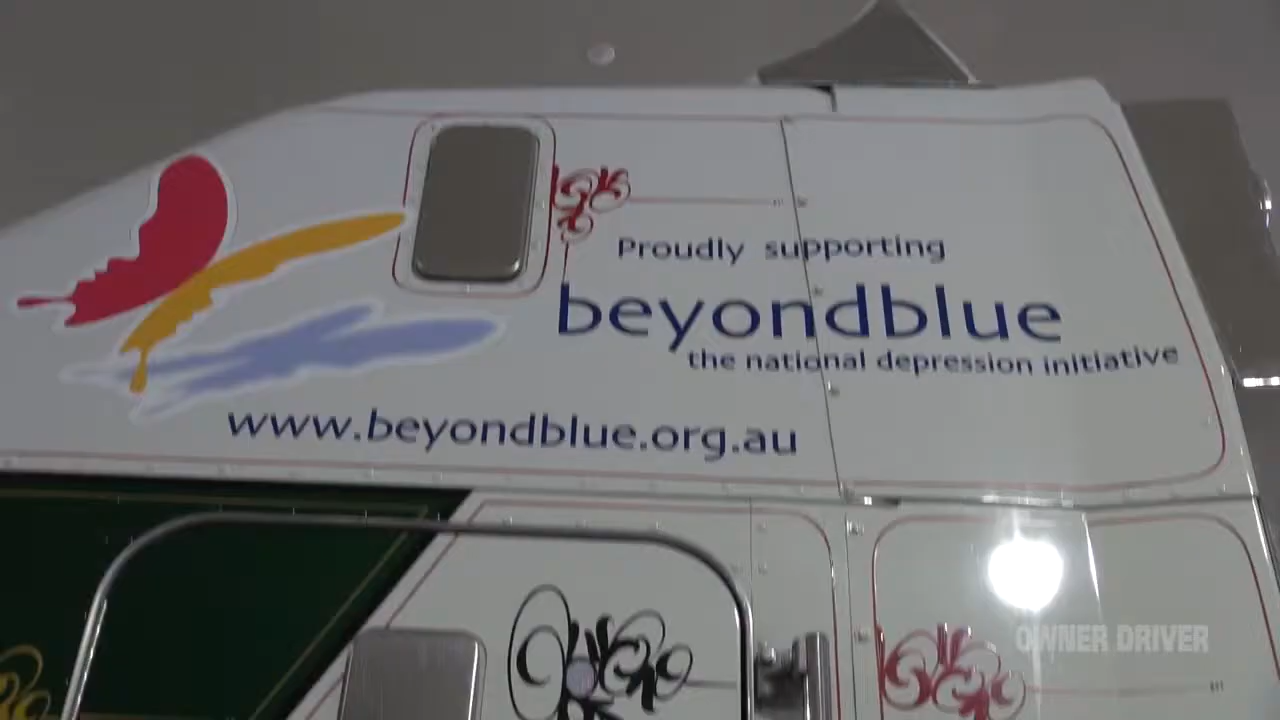 Proudly supporting
beyondblue
the national depression initiative
www.beyondblue.org.au
OWNER DRIVER